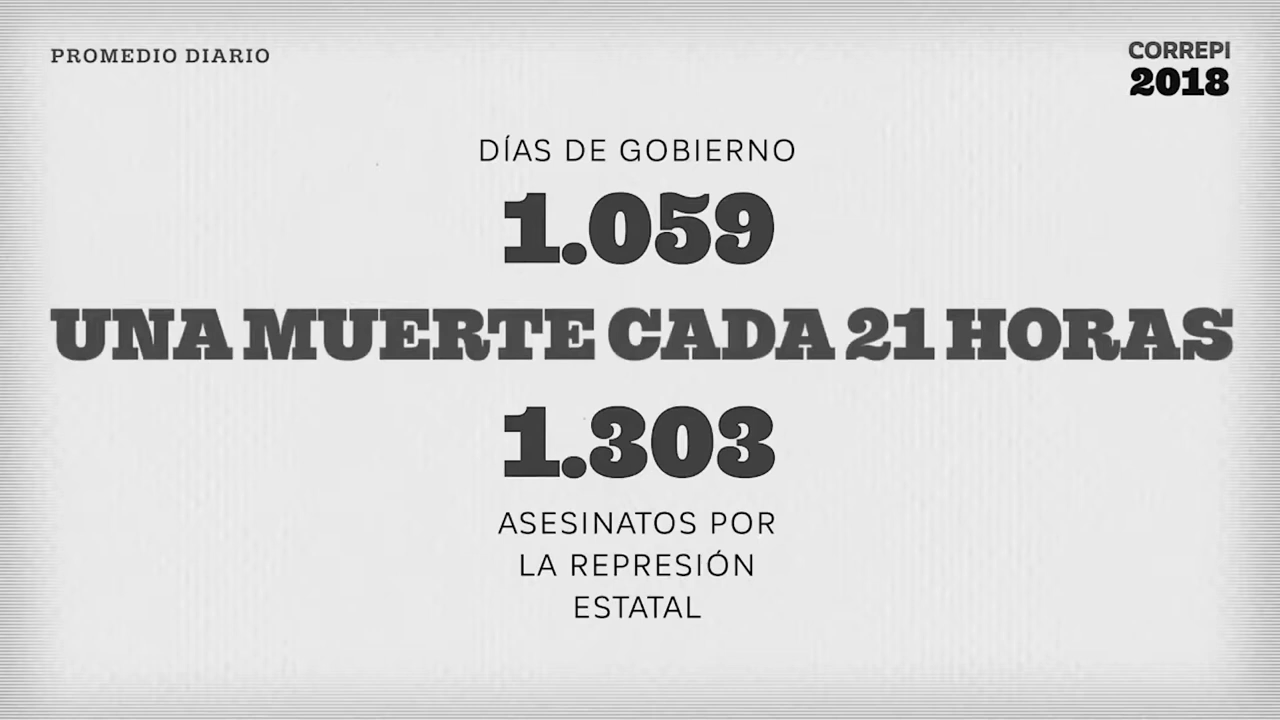 PROMEDIO DIARIO
CORREPI
2018
DÍAS DE GOBIERNO
1.059
UNA MUERTE CADA 21 HORAS
1.303
ASESINATOS POR
LA REPRESIÓN
ESTATAL